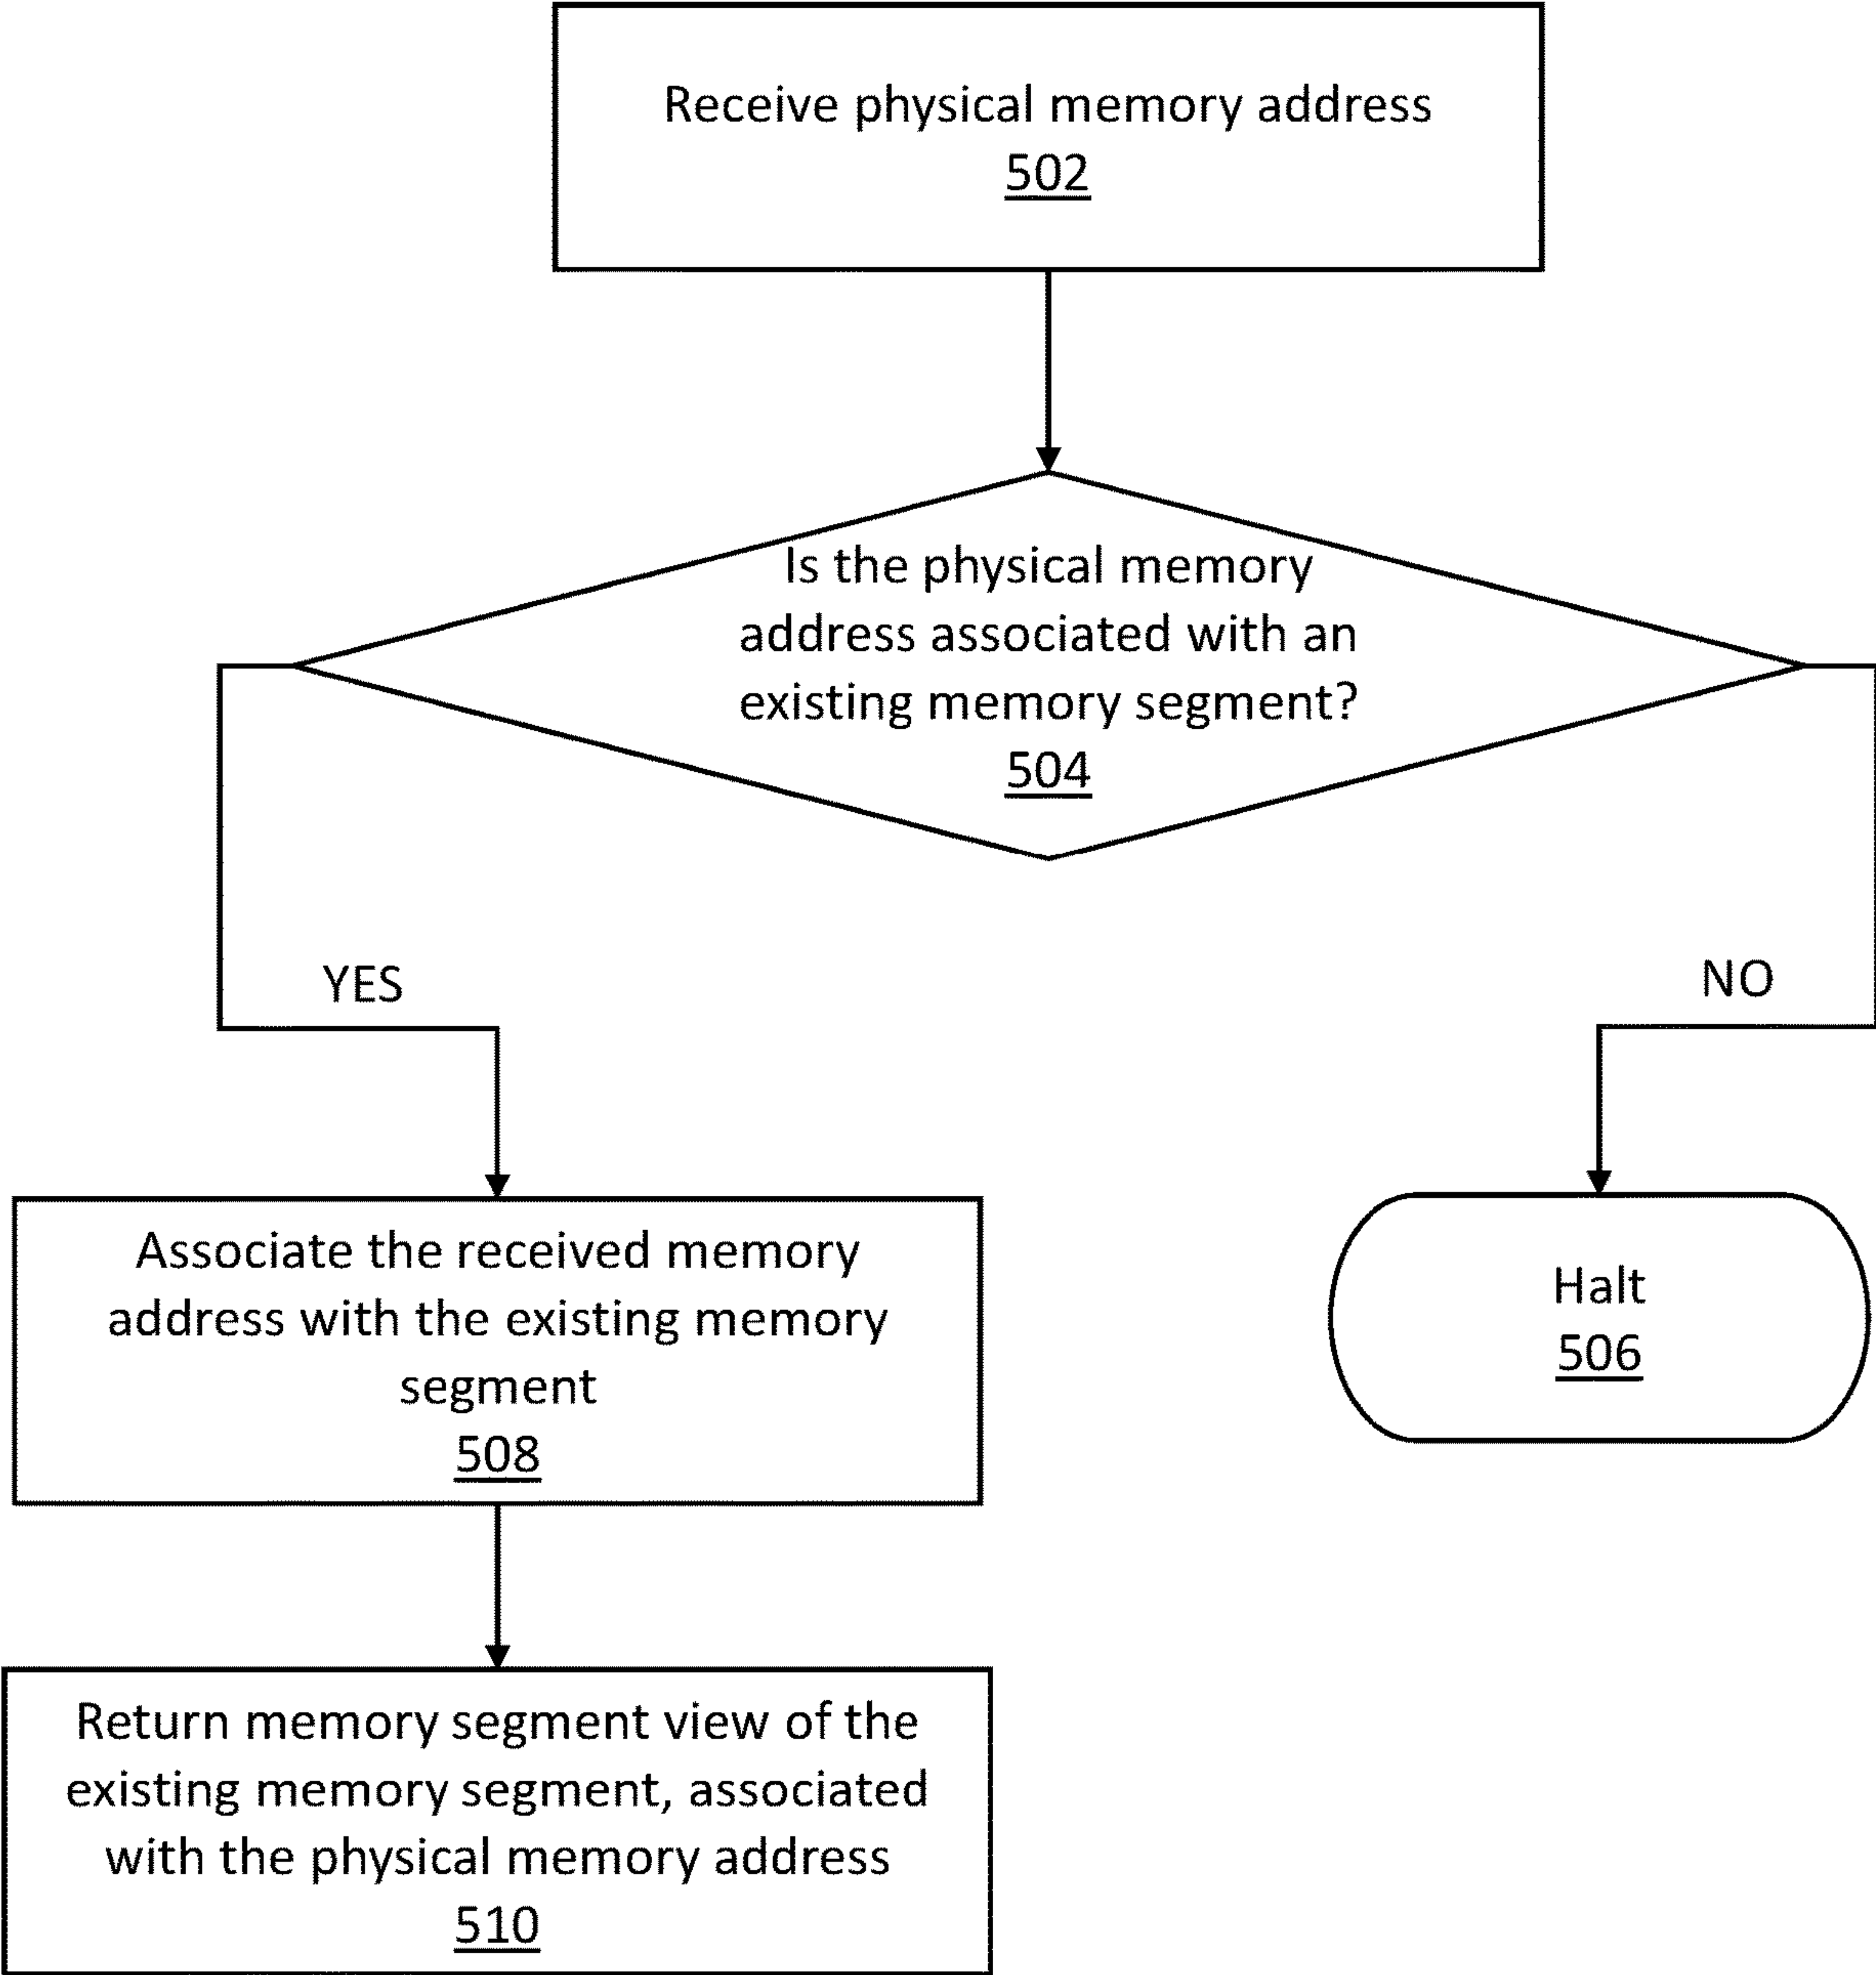 Receive physical memory address
502
Is the physical memory
address associated with an
existing memory segment?
504
YES
NO
Associate the received memory
address with the existing memory
segment
508
Halt
506
Return memory segment view of the
existing memory segment, associated
with the physical memory address
510